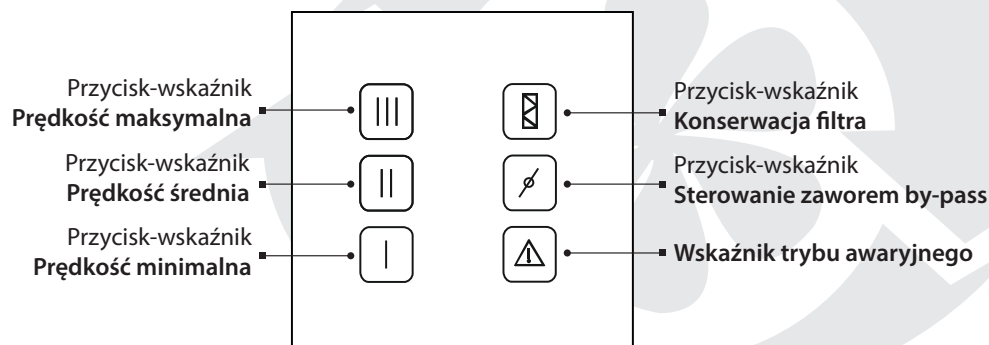 Przycisk-wskaźnik
Prędkość maksymalna
Przycisk-wskaźnik
Prędkość średnia
Przycisk-wskaźnik
Prędkość minimalna
Przycisk-wskaźnik
Konserwacja filtra
Przycisk-wskaźnik
Sterowanie zaworem by-pass
Wskaźnik trybu awaryjnego